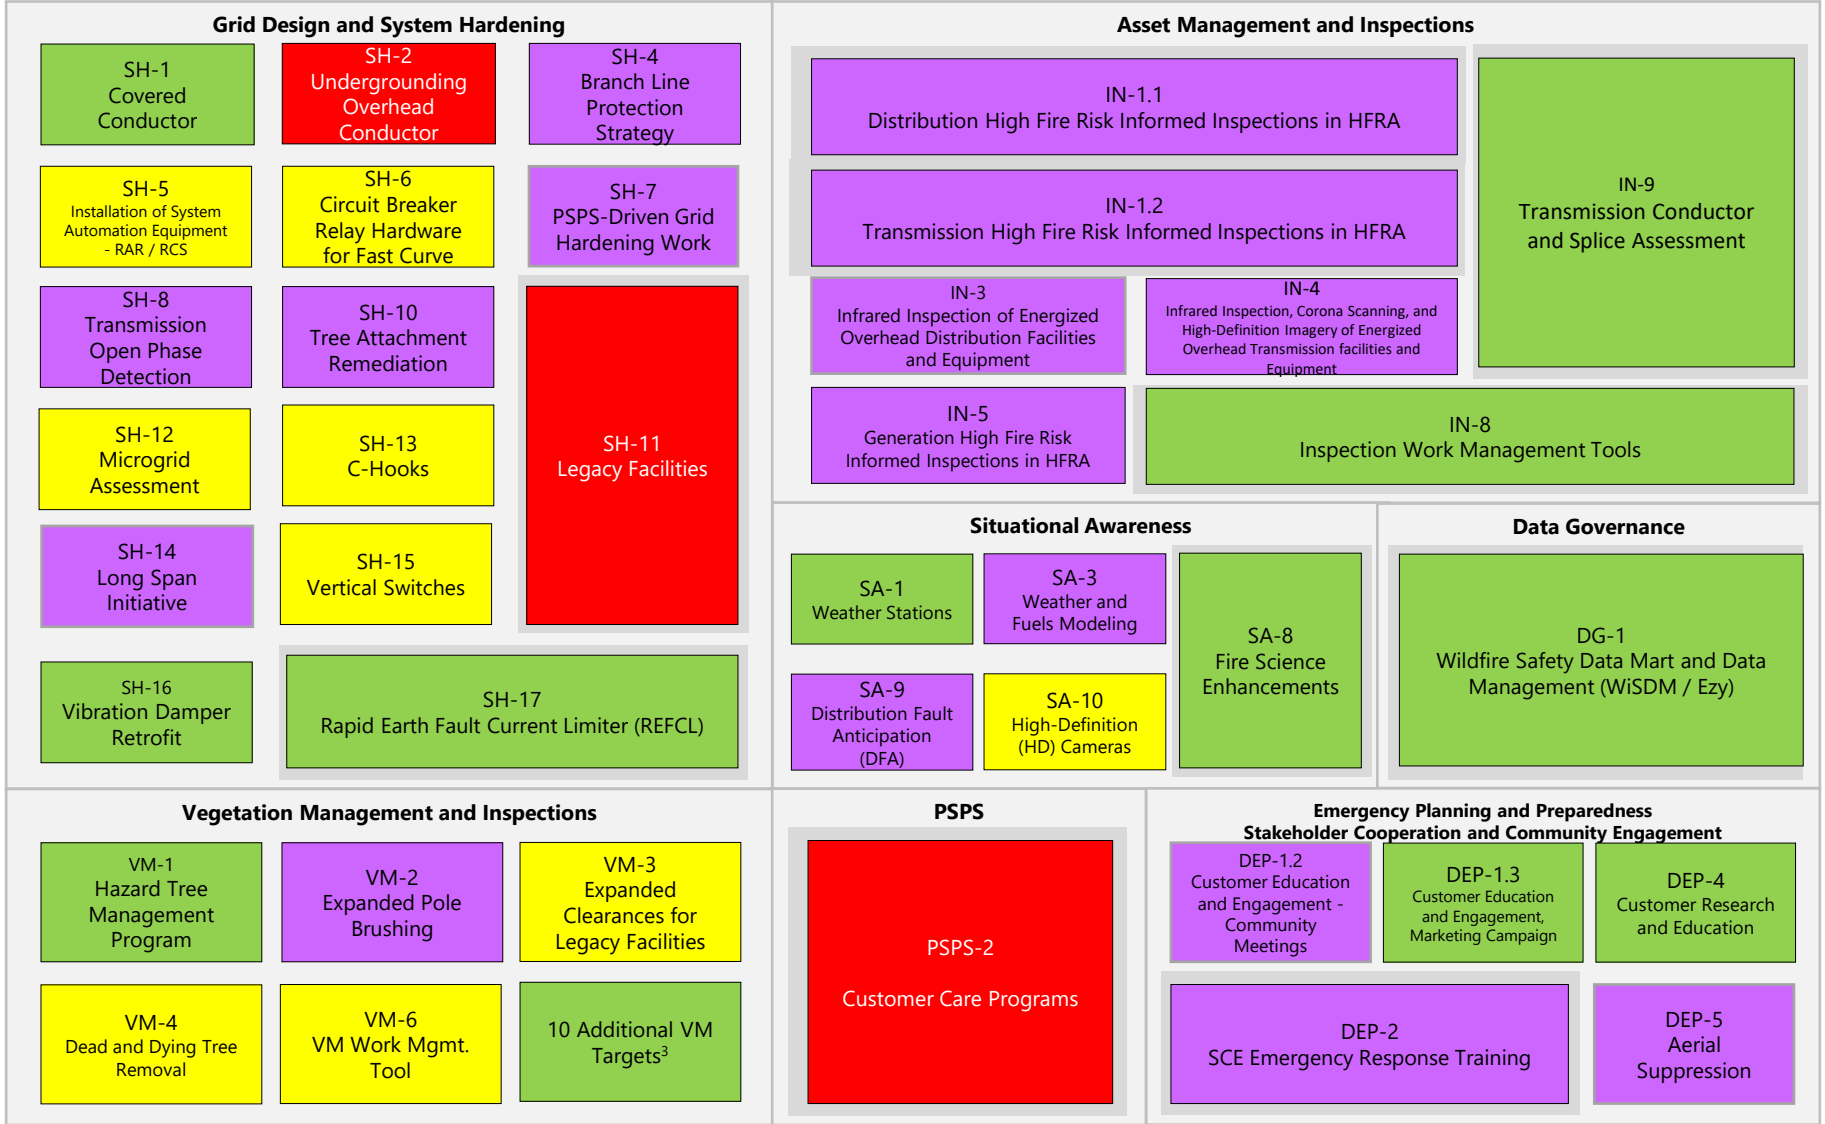 Grid Design and System Hardening
SH-1
Covered
Conductor
SH-2
Undergrounding
Overhead
Conductor
SH-4
Branch Line
Protection
Strategy
SH-5
Installation of System
Automation Equipment
- RAR / RCS
SH-6
Circuit Breaker
Relay Hardware
for Fast Curve
SH-7
PSPS-Driven Grid
Hardening Work
SH-8
Transmission
Open Phase
Detection
SH-10
Tree Attachment
Remediation
SH-11
Legacy Facilities
SH-12
Microgrid
Assessment
SH-13
C-Hooks
SH-14
Long Span
Initiative
SH-15
Vertical Switches
SH-16
Vibration Damper
Retrofit
SH-17
Rapid Earth Fault Current Limiter (REFCL)
Asset Management and Inspections
IN-1.1
Distribution High Fire Risk Informed Inspections in HFRA
IN-1.2
Transmission High Fire Risk Informed Inspections in HFRA
IN-9
Transmission Conductor
and Splice Assessment
IN-3
Infrared Inspection of Energized
Overhead Distribution Facilities
and Equipment
IN-4
Infrared Inspection, Corona Scanning, and
High-Definition Imagery of Energized
Overhead Transmission facilities and
Equipment
IN-5
Generation High Fire Risk
Informed Inspections in HFRA
IN-8
Inspection Work Management Tools
Situational Awareness
SA-1
Weather Stations
SA-3
Weather and
Fuels Modeling
SA-8
Fire Science
Enhancements
SA-9
Distribution Fault
Anticipation
(DFA)
SA-10
High-Definition
(HD) Cameras
Data Governance
DG-1
Wildfire Safety Data Mart and Data
Management (WiSDM / Ezy)
Vegetation Management and Inspections
VM-1
Hazard Tree
Management
Program
VM-2
Expanded Pole
Brushing
VM-3
Expanded
Clearances for
Legacy Facilities
VM-4
Dead and Dying Tree
Removal
VM-6
VM Work Mgmt.
Tool
10 Additional VM
Targets³
PSPS
PSPS-2
Customer Care Programs
Emergency Planning and Preparedness
Stakeholder Cooperation and Community Engagement
DEP-1.2
Customer Education
and Engagement -
Community
Meetings
DEP-1.3
Customer Education
and Engagement,
Marketing Campaign
DEP-4
Customer Research
and Education
DEP-2
SCE Emergency Response Training
DEP-5
Aerial
Suppression